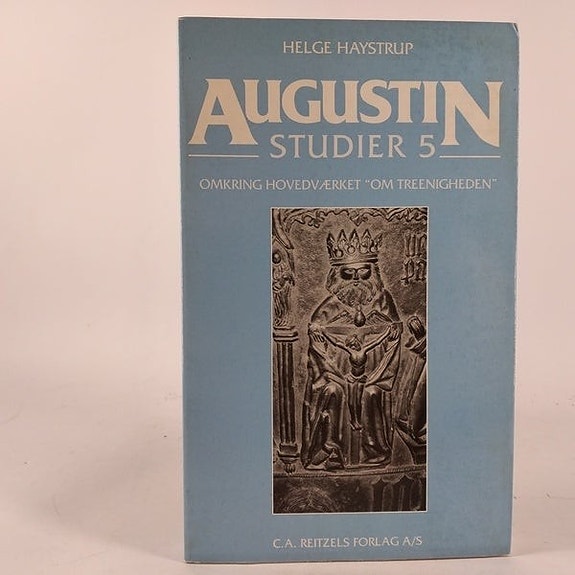 HELGE HAYSTRUP
AUGUSTIN
STUDIER 5
OMKRING HOVEDVÆRKET "OM TREENIGHEDEN"
C.A. REITZELS FORLAG A/S